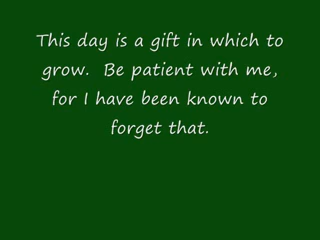 This day is a gift in which to
grow.  Be patient with me,
for I have been known to
forget that.